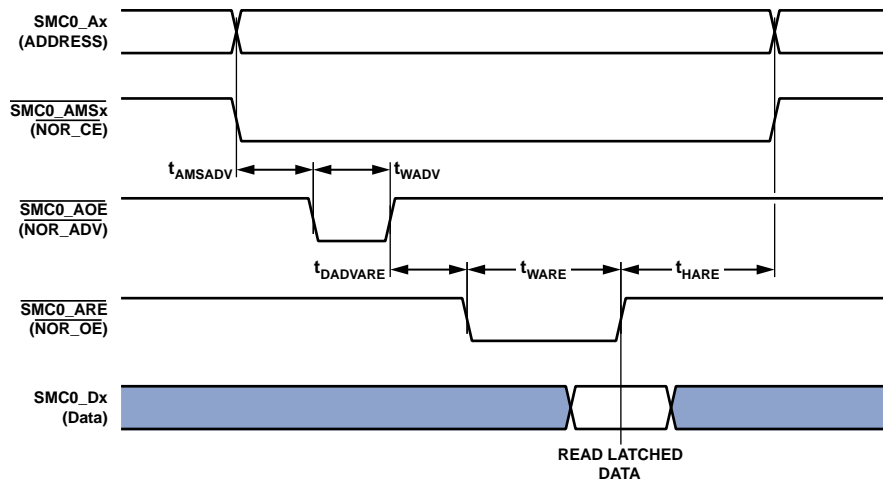 SMC0_Ax
(ADDRESS)
SMC0_AMSx
(NOR_CE)
tAMSADV
tWADV
SMC0_AOE
(NOR_ADV)
tDADVARE
tWARE
tHARE
SMC0_ARE
(NOR_OE)
SMC0_Dx
(Data)
READ LATCHED
DATA